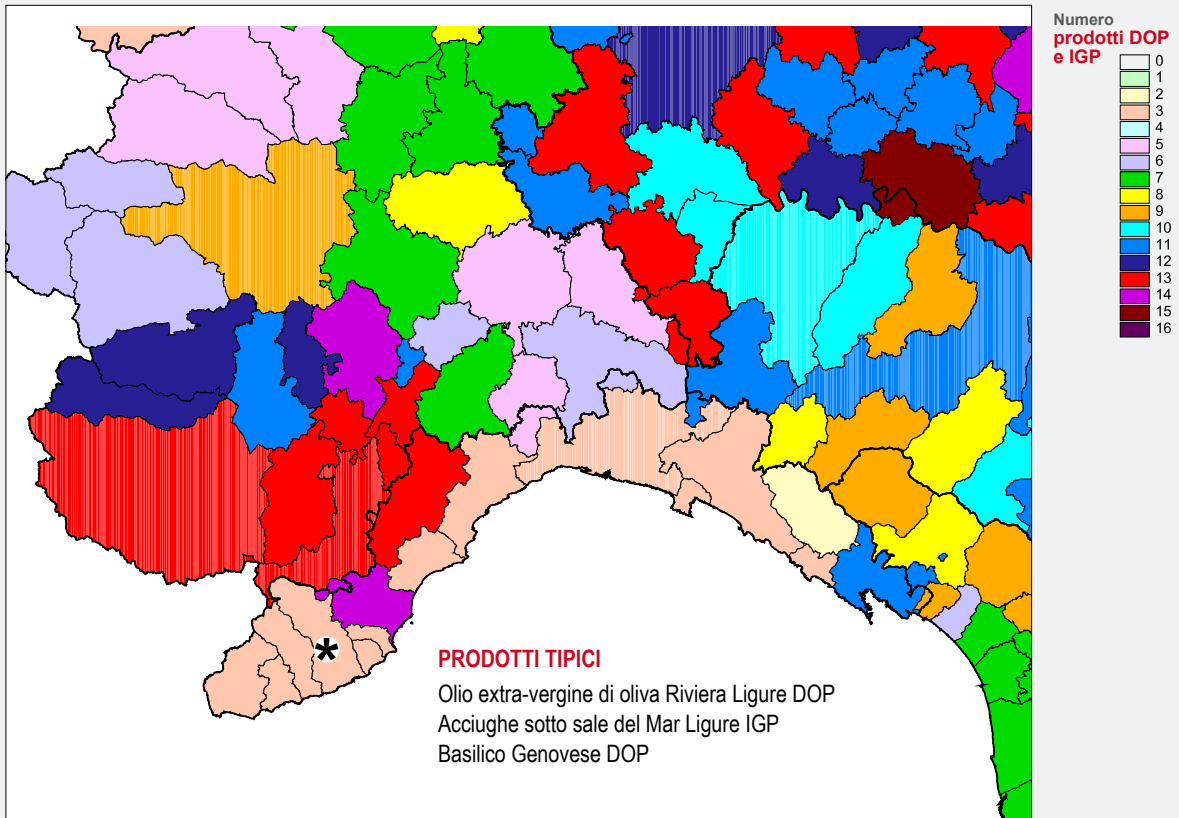 Numero
prodotti DOP
e IGP
0
1
2
3
4
5
6
7
8
9
10
11
12
13
14
15
16
*
PRODOTTI TIPICI
Olio extra-vergine di oliva Riviera Ligure DOP
Acciughe sotto sale del Mar Ligure IGP
Basilico Genovese DOP